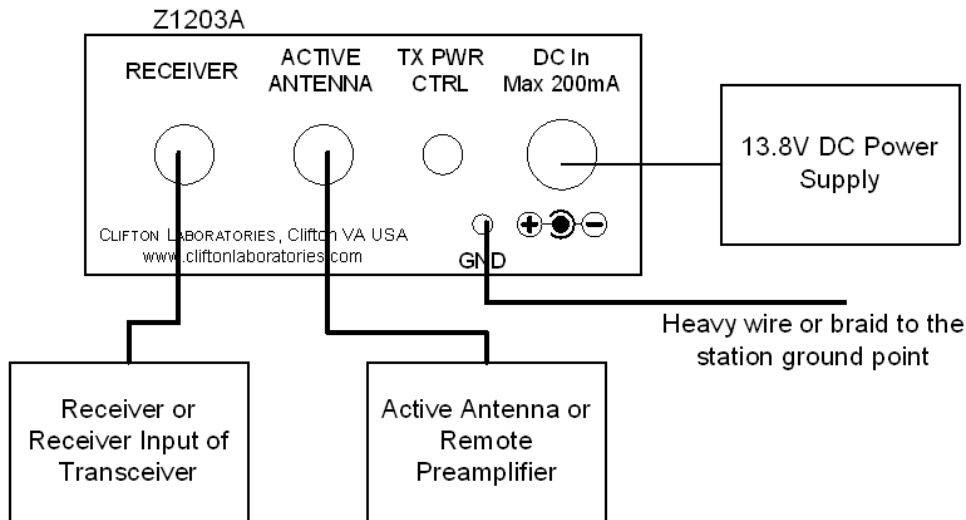 Z1203A
RECEIVER
ACTIVE
ANTENNA
TX PWR
CTRL
DC In
Max 200mA
13.8V DC Power
Supply
CLIFTON LABORATORIES, Clifton VA USA
www.cliftonlaboratories.com
GND
Heavy wire or braid to the
station ground point
Receiver or
Receiver Input of
Transceiver
Active Antenna or
Remote
Preamplifier